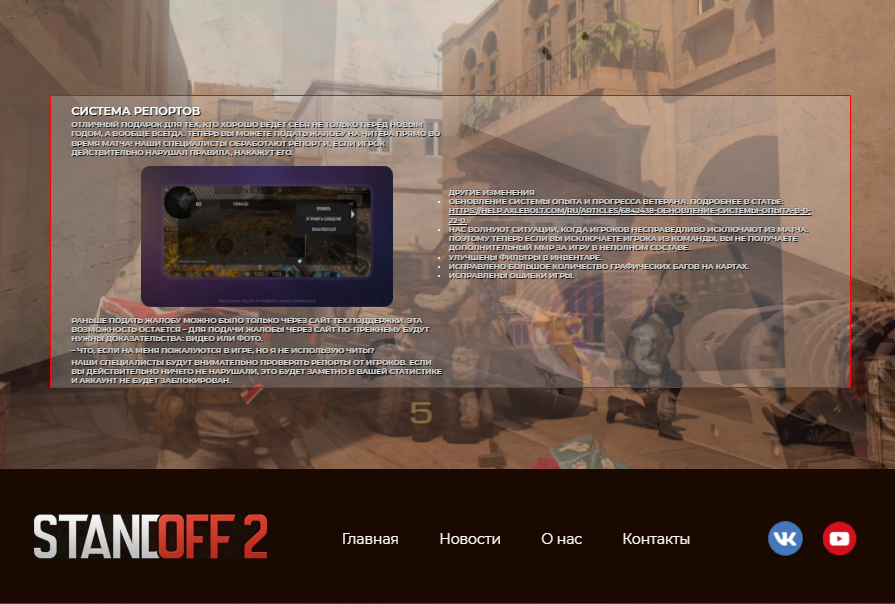 СИСТЕМА РЕПОРТОВ
ОТЛИЧНЫЙ ПОДАРОК ДЛЯ ТЕХ, КТО ХОРОШО ВЕДЕТ СЕБЯ НЕ ТОЛЬКО ПЕРЕД НОВЫМ
ГОДОМ, А ВООБЩЕ ВСЕГДА. ТЕПЕРЬ ВЫ МОЖЕТЕ ПОДАТЬ ЖАЛОБУ НА ЧИТЕРА ПРЯМО ВО
ВРЕМЯ МАТЧА! НАШИ СПЕЦИАЛИСТЫ ОБРАБОТАЮТ РЕПОРТ И, ЕСЛИ ИГРОК
ДЕЙСТВИТЕЛЬНО НАРУШАЛ ПРАВИЛА, НАКАЖУТ ЕГО.
РАНЬШЕ ПОДАТЬ ЖАЛОБУ МОЖНО БЫЛО ТОЛЬКО ЧЕРЕЗ САЙТ ТЕХ.ПОДДЕРЖКИ. ЭТА
ВОЗМОЖНОСТЬ ОСТАЕТСЯ – ДЛЯ ПОДАЧИ ЖАЛОБЫ ЧЕРЕЗ САЙТ ПО-ПРЕЖНЕМУ БУДУТ
НУЖНЫ ДОКАЗАТЕЛЬСТВА: ВИДЕО ИЛИ ФОТО.
– ЧТО, ЕСЛИ НА МЕНЯ ПОЖАЛУЮТСЯ В ИГРЕ, НО Я НЕ ИСПОЛЬЗУЮ ЧИТЫ?
НАШИ СПЕЦИАЛИСТЫ БУДУТ ВНИМАТЕЛЬНО ПРОВЕРЯТЬ РЕПОРТЫ ОТ ИГРОКОВ. ЕСЛИ
ВЫ ДЕЙСТВИТЕЛЬНО НИЧЕГО НЕ НАРУШАЛИ, ЭТО БУДЕТ ЗАМЕТНО В ВАШЕЙ СТАТИСТИКЕ
И АККАУНТ НЕ БУДЕТ ЗАБЛОКИРОВАН.
ДРУГИЕ ИЗМЕНЕНИЯ
ОБНОВЛЕНИЕ СИСТЕМЫ ОПЫТА И ПРОГРЕССА ВЕТЕРАНА. ПОДРОБНЕЕ В СТАТЬЕ:
HTTPS://HELP.AXLEBOLT.COM/RU/ARTICLES/6842438-ОБНОВЛЕНИЕ-СИСТЕМЫ-ОПЫТА-В-0-
22-0.
НАС ВОЛНУЮТ СИТУАЦИИ, КОГДА ИГРОКОВ НЕСПРАВЕДЛИВО ИСКЛЮЧАЮТ ИЗ МАТЧА.
ПОЭТОМУ ТЕПЕРЬ ЕСЛИ ВЫ ИСКЛЮЧАЕТЕ ИГРОКА ИЗ КОМАНДЫ, ВЫ НЕ ПОЛУЧАЕТЕ
ДОПОЛНИТЕЛЬНЫЙ ММР ЗА ИГРУ В НЕПОЛНОМ СОСТАВЕ.
УЛУЧШЕНЫ ФИЛЬТРЫ В ИНВЕНТАРЕ.
ИСПРАВЛЕНО БОЛЬШОЕ КОЛИЧЕСТВО ГРАФИЧЕСКИХ БАГОВ НА КАРТАХ.
ИСПРАВЛЕНЫ ОШИБКИ ИГРЫ.
5
STANDOFF 2
Главная
Новости
О нас
Контакты